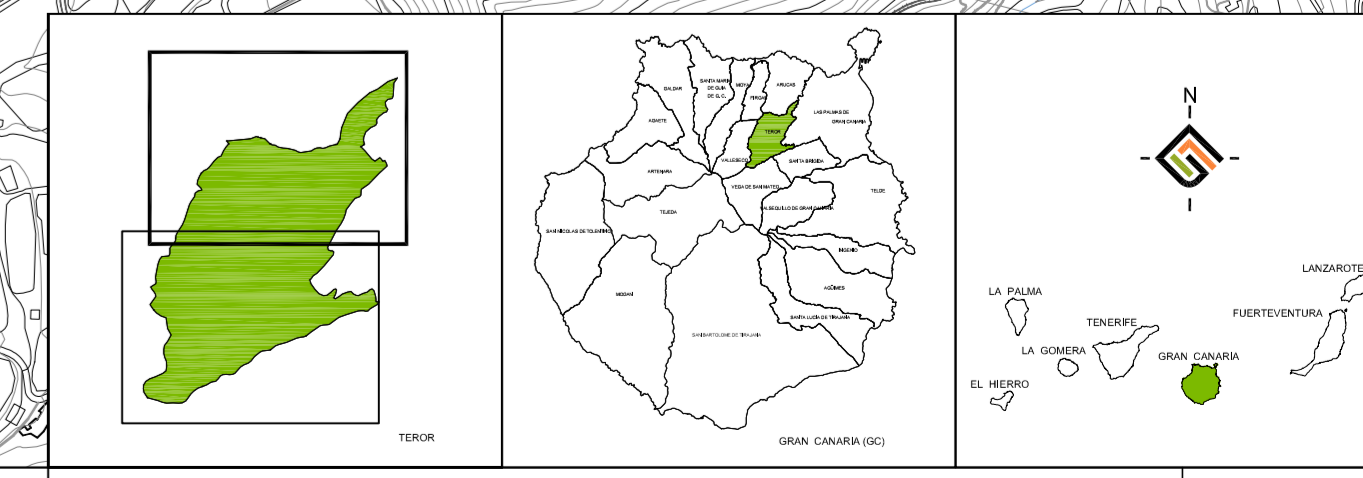 TEROR
GALDAR
SANTA MARIA
DE GUIA
DE G. C.
MOYA
FIRGAS
ARUCAS
LAS PALMAS DE
GRAN CANARIA
AGAETE
TEROR
VALLESECO
SANTA BRIGIDA
ARTENARA
VEGA DE SAN MATEO
TELDE
TEJEDA
VALSEQUILLO DE GRAN CANARIA
SAN NICOLAS DE TOLENTINO
INGENIO
MOGAN
AGÜIMES
SANTA LUCIA DE TIRAJANA
SAN BARTOLOME DE TIRAJANA
GRAN CANARIA (GC)
N
LANZAROTE
LA PALMA
FUERTEVENTURA
TENERIFE
LA GOMERA
GRAN CANARIA
EL HIERRO